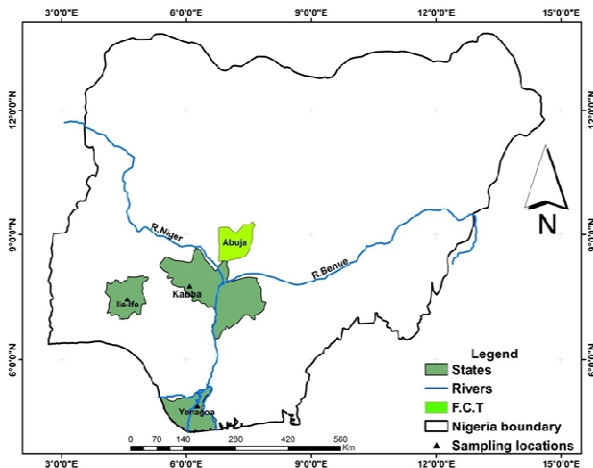 3°0'0"E 6°0'0"E 9°0'0"E 12°0'0"E 15°0'0"E
12°0'0"N 12°0'0"N
R.Niger
Abuja
9°0'0"N 9°0'0"N
R.Benue
Kabba
Ile-Ife
N
6°0'0"N 6°0'0"N
Legend
States
Rivers
F.C.T
Nigeria boundary
Sampling locations
Yenagoa
0 70 140 280 420 560
Km
3°0'0"E 6°0'0"E 9°0'0"E 12°0'0"E 15°0'0"E